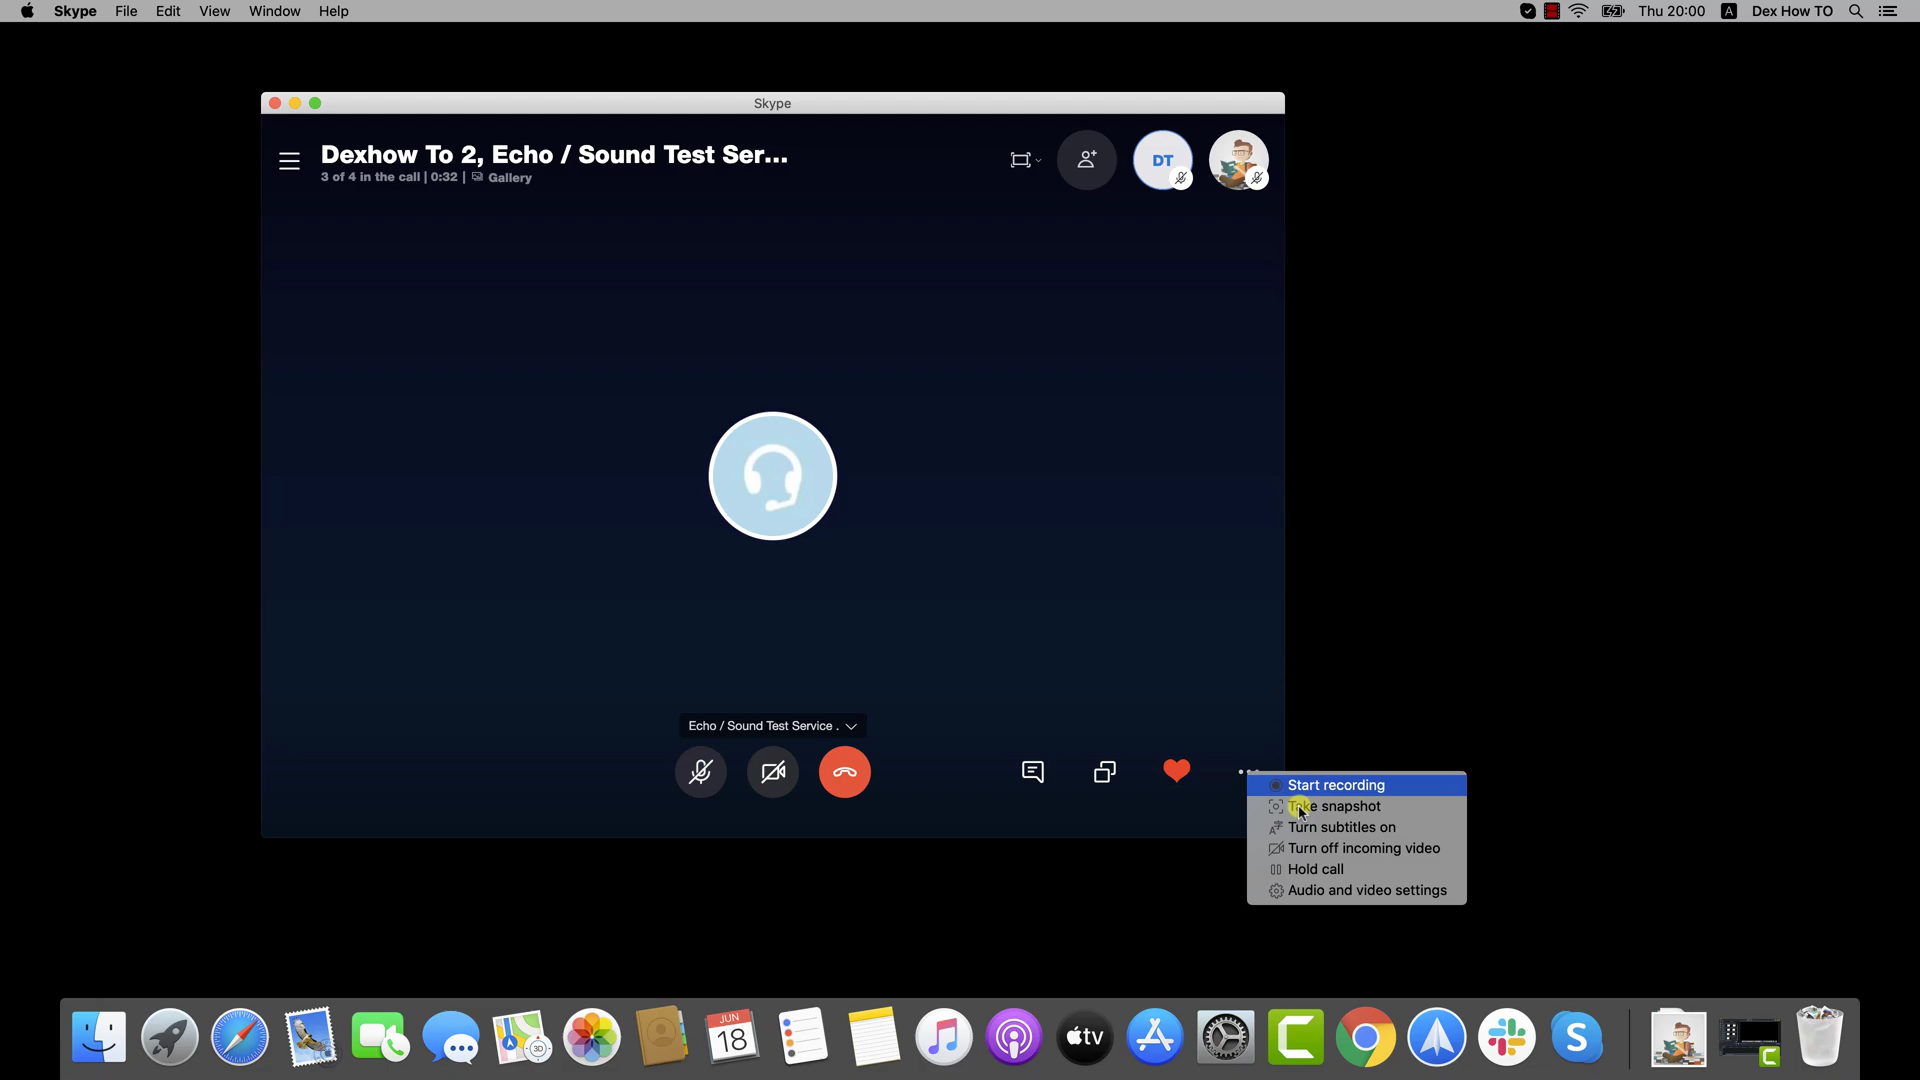 Skype File Edit View Window Help
Thu 20:00 A Dex How TO
Skype
Dexhow To 2, Echo / Sound Test Ser...
3 of 4 in the call | 0:32 | Gallery
DT
Echo / Sound Test Service .
Start recording
Take snapshot
Turn subtitles on
Turn off incoming video
Hold call
Audio and video settings
3D
JUN
18
tv
S